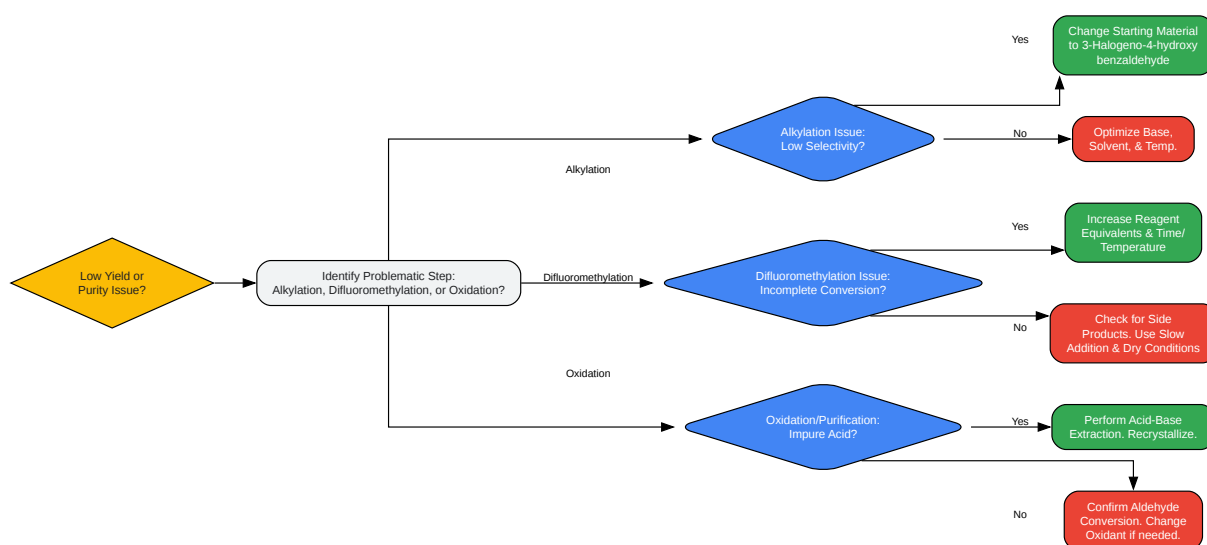 Low Yield or
Purity Issue?
Identify Problematic Step:
Alkylation, Difluoromethylation, or Oxidation?
Alkylation
Alkylation Issue:
Low Selectivity?
Yes
Change Starting Material
to 3-Halogeno-4-hydroxy
benzaldehyde
No
Optimize Base,
Solvent, & Temp.
Difluoromethylation
Difluoromethylation Issue:
Incomplete Conversion?
Yes
Increase Reagent
Equivalents & Time/
Temperature
No
Check for Side
Products. Use Slow
Addition & Dry Conditions
Oxidation
Oxidation/Purification:
Impure Acid?
Yes
Perform Acid-Base
Extraction. Recrystallize.
No
Confirm Aldehyde
Conversion. Change
Oxidant if needed.